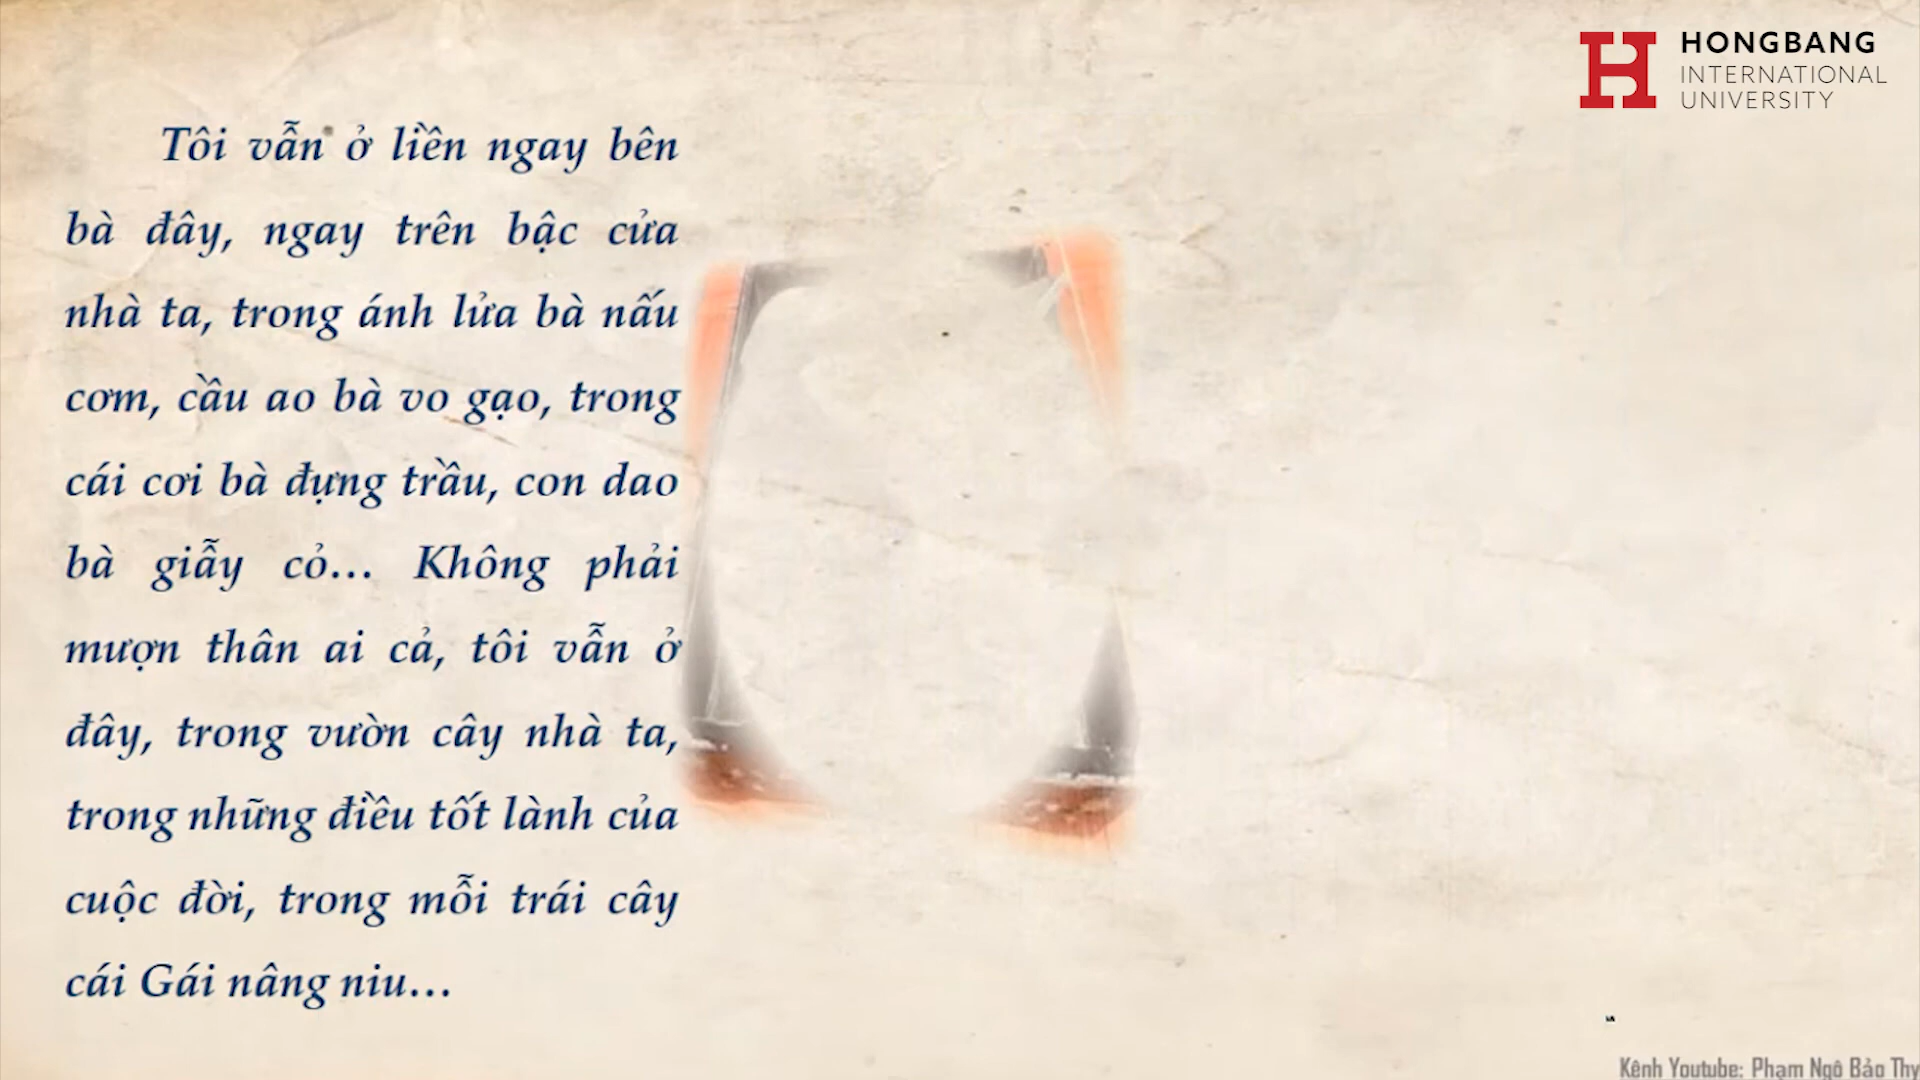 HONGBANG
INTERNATIONAL
UNIVERSITY
Tôi vẫn ở liền ngay bên
bà đây, ngay trên bậc cửa
nhà ta, trong ánh lửa bà nấu
cơm, cầu ao bà vo gạo, trong
cái cơi bà đựng trầu, con dao
bà giẫy cỏ... Không phải
mượn thân ai cả, tôi vẫn ở
đây, trong vườn cây nhà ta,
trong những điều tốt lành của
cuộc đời, trong mỗi trái cây
cái Gái nâng niu...
Kênh Youtube: Phạm Ngô Bảo Thy